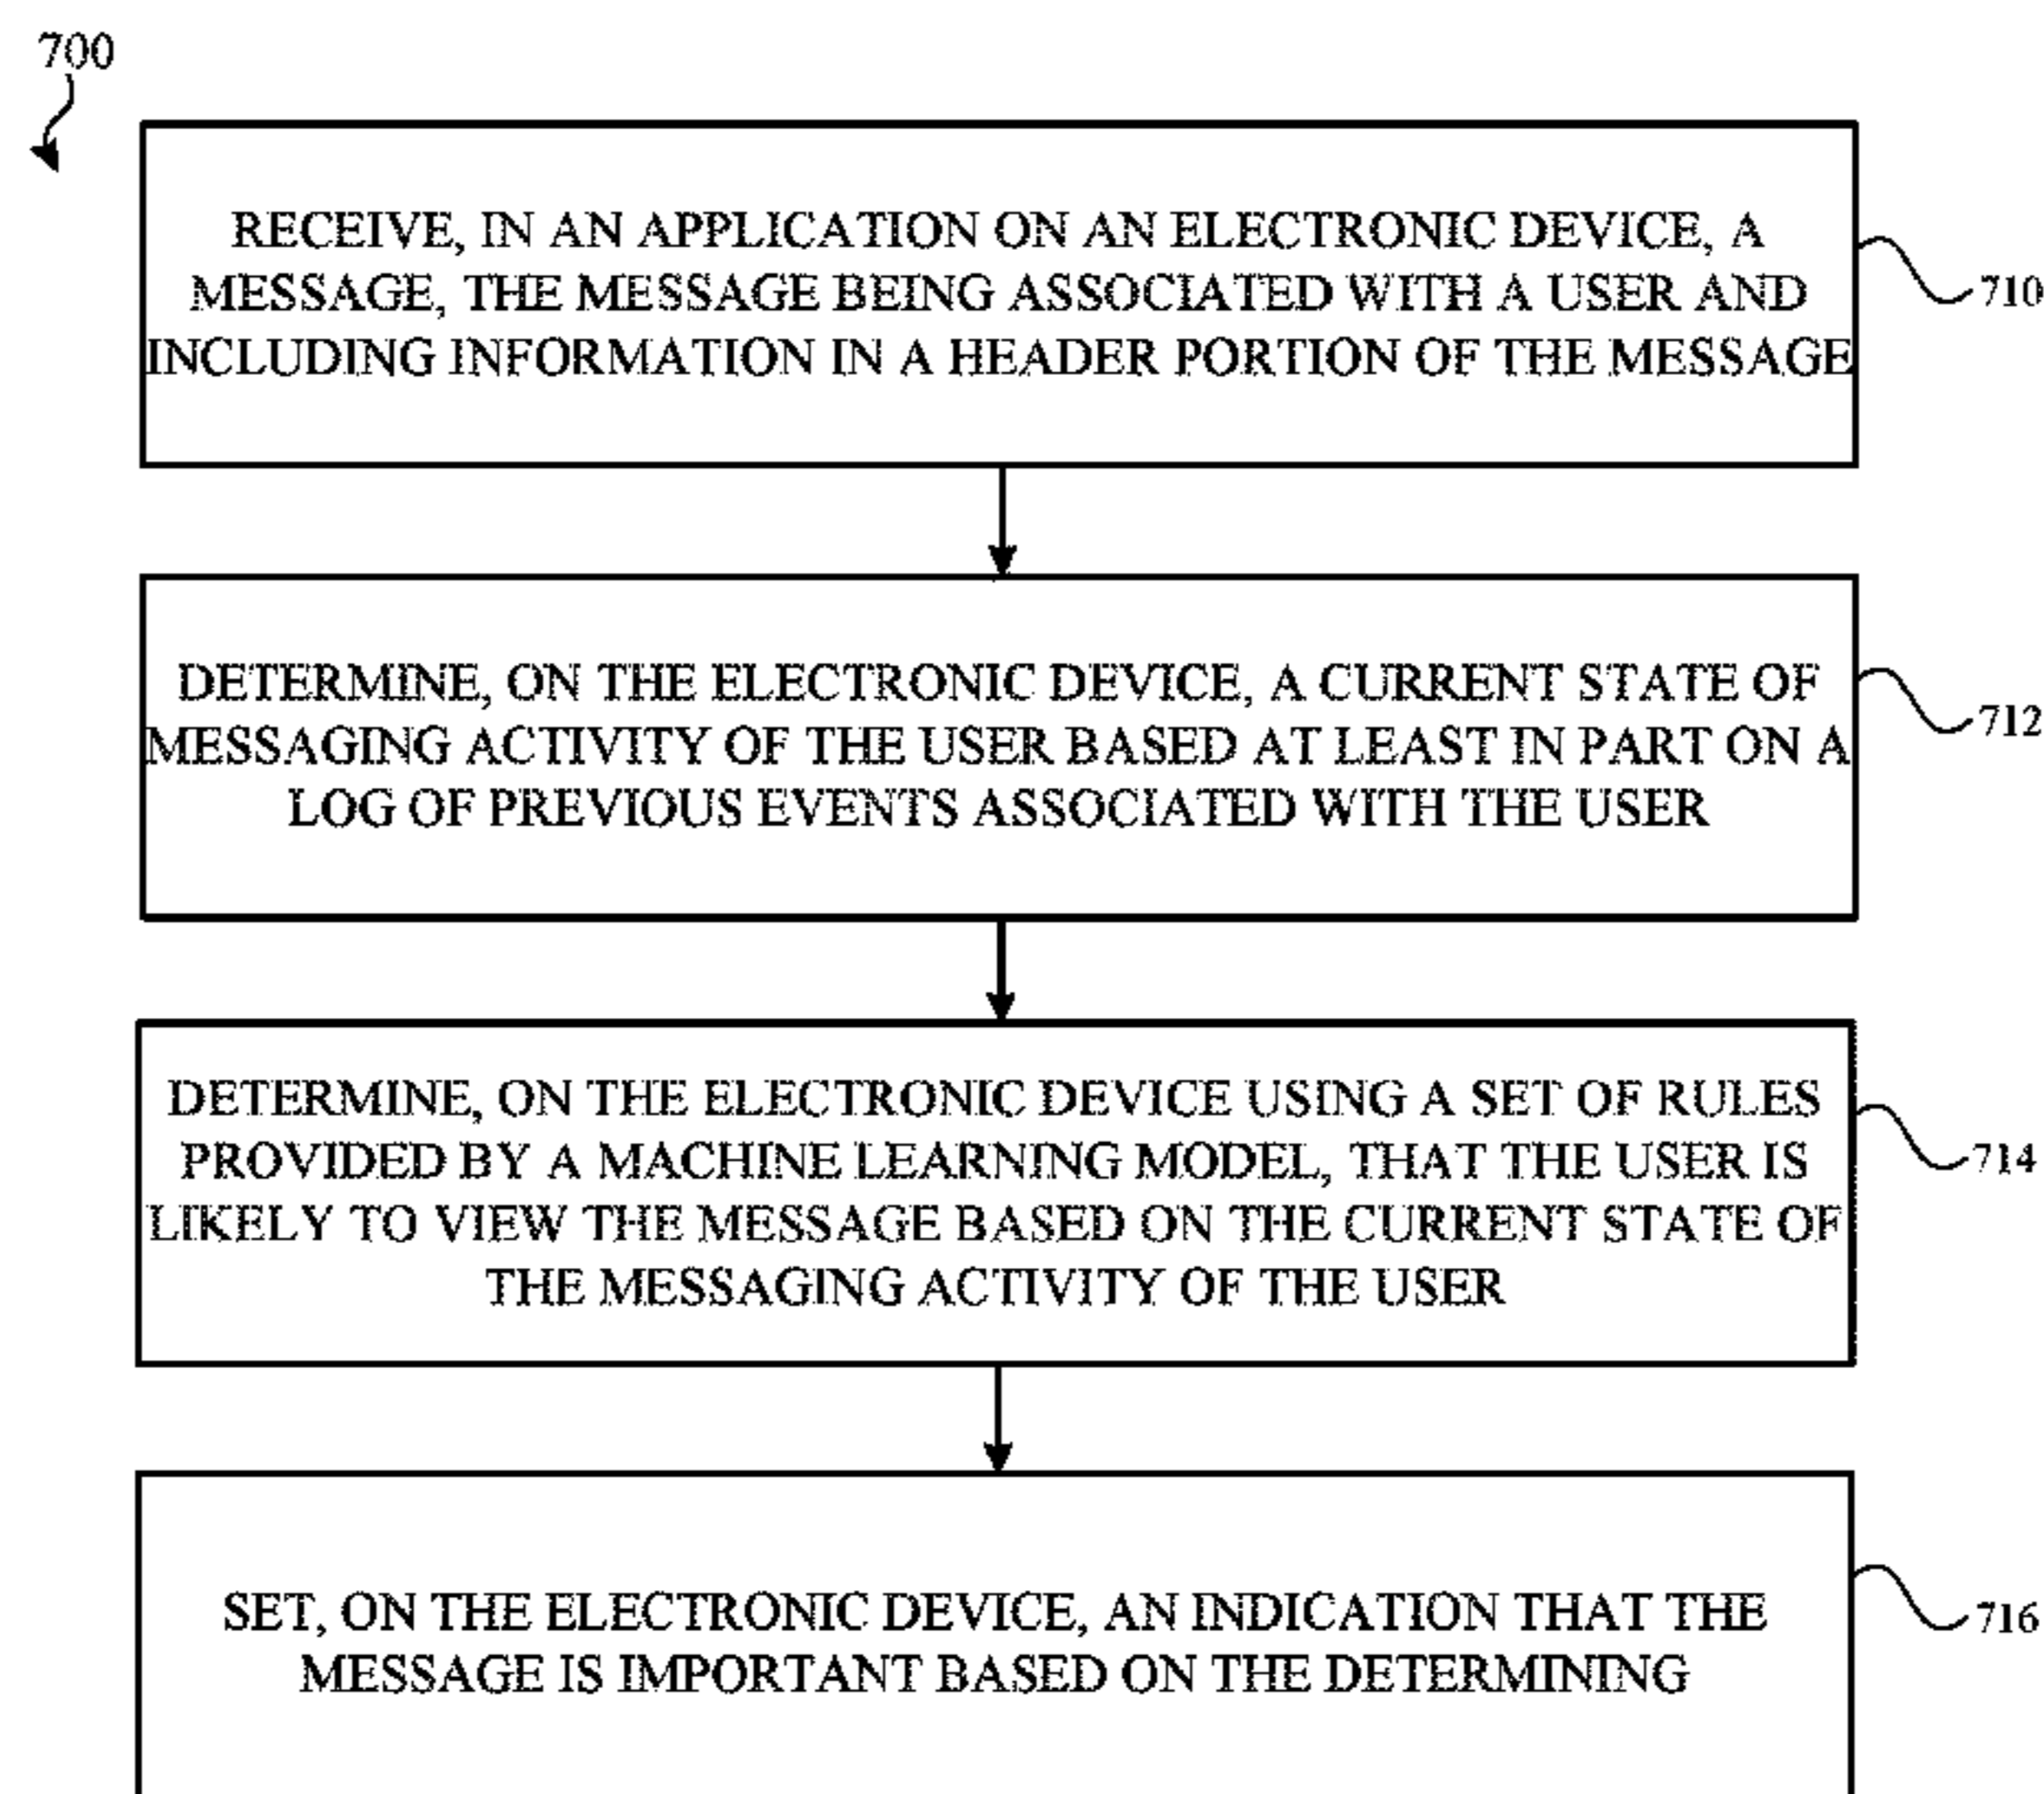 700
RECEIVE, IN AN APPLICATION ON AN ELECTRONIC DEVICE, A
MESSAGE, THE MESSAGE BEING ASSOCIATED WITH A USER AND
INCLUDING INFORMATION IN A HEADER PORTION OF THE MESSAGE
710
DETERMINE, ON THE ELECTRONIC DEVICE, A CURRENT STATE OF
MESSAGING ACTIVITY OF THE USER BASED AT LEAST IN PART ON A
LOG OF PREVIOUS EVENTS ASSOCIATED WITH THE USER
712
DETERMINE, ON THE ELECTRONIC DEVICE USING A SET OF RULES
PROVIDED BY A MACHINE LEARNING MODEL, THAT THE USER IS
LIKELY TO VIEW THE MESSAGE BASED ON THE CURRENT STATE OF
THE MESSAGING ACTIVITY OF THE USER
714
SET, ON THE ELECTRONIC DEVICE, AN INDICATION THAT THE
MESSAGE IS IMPORTANT BASED ON THE DETERMINING
716